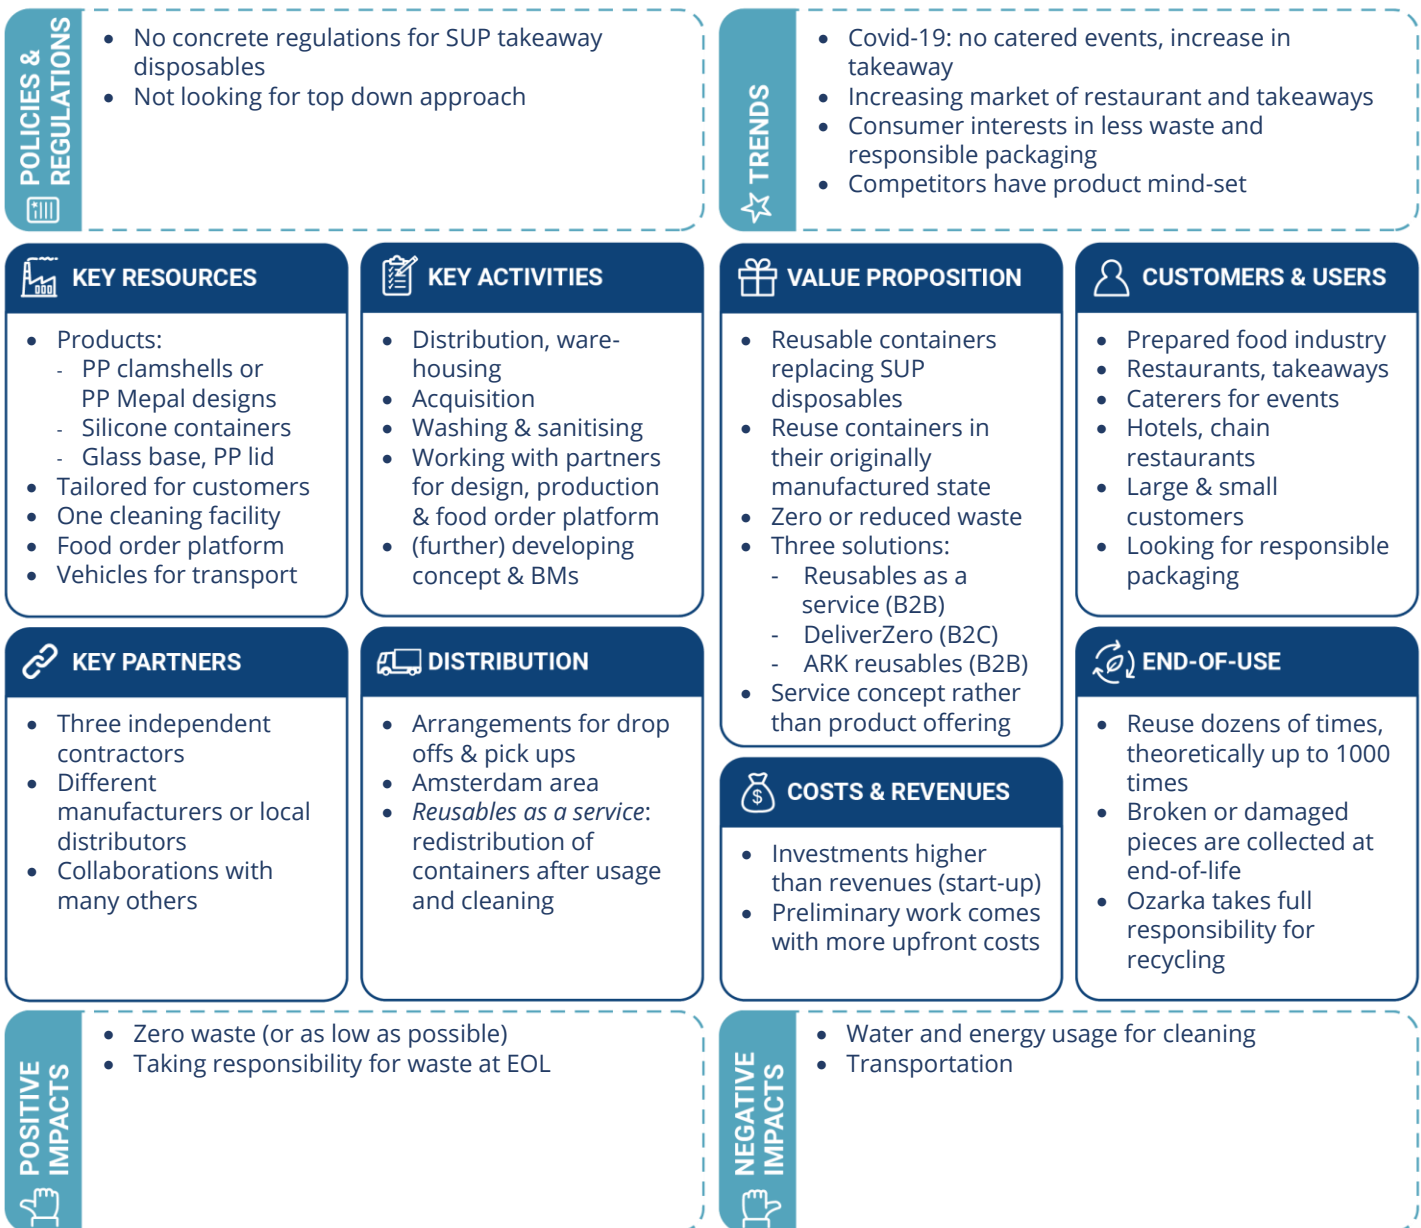 POLICIES &
REGULATIONS
• No concrete regulations for SUP takeaway
disposables
• Not looking for top down approach
TRENDS
• Covid-19: no catered events, increase in
takeaway
• Increasing market of restaurant and takeaways
• Consumer interests in less waste and
responsible packaging
• Competitors have product mind-set
KEY RESOURCES
• Products:
- PP clamshells or
PP Mepal designs
- Silicone containers
- Glass base, PP lid
• Tailored for customers
• One cleaning facility
• Food order platform
• Vehicles for transport
KEY ACTIVITIES
• Distribution, ware-
housing
• Acquisition
• Washing & sanitising
• Working with partners
for design, production
& food order platform
• (further) developing
concept & BMs
VALUE PROPOSITION
• Reusable containers
replacing SUP
disposables
• Reuse containers in
their originally
manufactured state
• Zero or reduced waste
• Three solutions:
- Reusables as a
service (B2B)
- DeliverZero (B2C)
- ARK reusables (B2B)
• Service concept rather
than product offering
CUSTOMERS & USERS
• Prepared food industry
• Restaurants, takeaways
• Caterers for events
• Hotels, chain
restaurants
• Large & small
customers
• Looking for responsible
packaging
KEY PARTNERS
• Three independent
contractors
• Different
manufacturers or local
distributors
• Collaborations with
many others
DISTRIBUTION
• Arrangements for drop
offs & pick ups
• Amsterdam area
• Reusables as a service:
redistribution of
containers after usage
and cleaning
COSTS & REVENUES
$
• Investments higher
than revenues (start-up)
• Preliminary work comes
with more upfront costs
END-OF-USE
• Reuse dozens of times,
theoretically up to 1000
times
• Broken or damaged
pieces are collected at
end-of-life
• Ozarka takes full
responsibility for
recycling
POSITIVE
IMPACTS
• Zero waste (or as low as possible)
• Taking responsibility for waste at EOL
NEGATIVE
IMPACTS
• Water and energy usage for cleaning
• Transportation